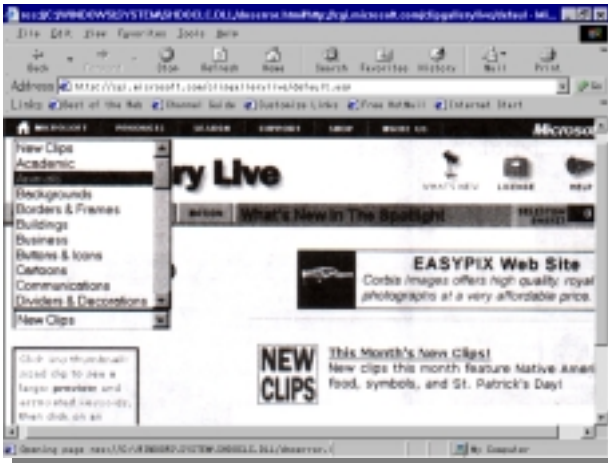 File Edit View Favorites Tools Help
Back Stop Refresh Home Search Favorites History Mail Print
Address
Links Best of the Web Channel Guide Customize Links Free HotMail Internet Start
MICROSOFT PRODUCTS SEARCH SUPPORT SHOP WRITE US Microsoft
New Clips
Academic
Animals
Backgrounds
Borders & Frames
Buildings
Business
Buttons & Icons
Cartoons
Communications
Dividers & Decorations
New Clips
ry Live
WHAT'S NEW LICENSE HELP
What's New In The Spotlight
SELECTION BASKET 0
EASYPIX Web Site
Corbis Images offers high quality, royal
photographs at a very affordable price.
Click any thumbnail-
sized clip to see a
larger preview and
associated keywords,
then click on an
NEW
CLIPS
This Month's New Clips!
New clips this month feature Native Amer
food, symbols, and St. Patrick's Day!
My Computer